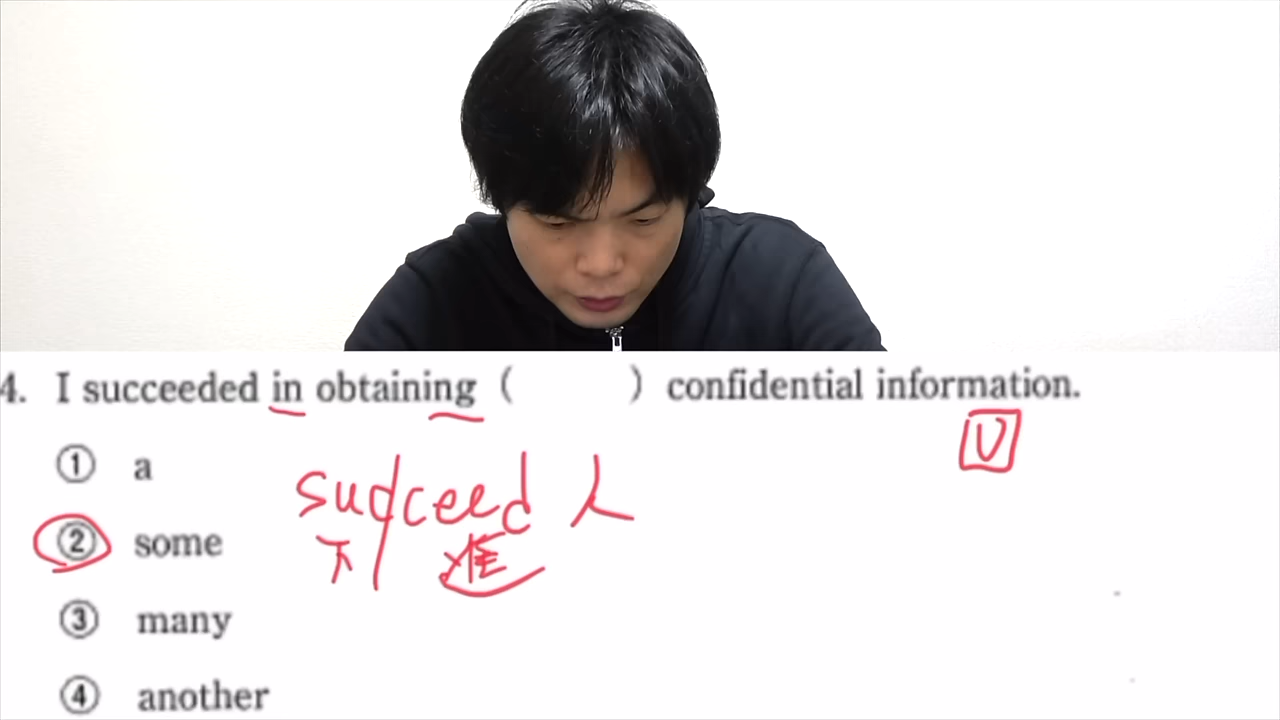 4. I succeeded in obtaining ( ) confidential information.
U
① a
succeed 人
② some
下
③ many
④ another